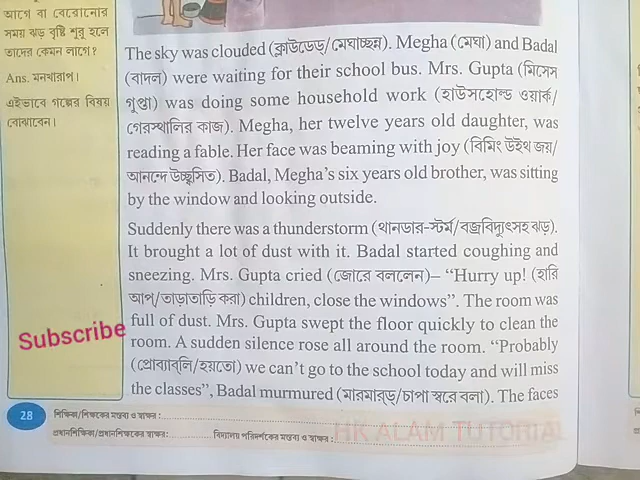 আগে বা বেরোনোর
সময় ঝড় বৃষ্টি শুরু হলে
তাদের কেমন লাগে?
Ans. মনখারাপ।
এইভাবে গল্পের বিষয়
বোঝাবেন।
The sky was clouded (ক্লাউডেড্/মেঘাচ্ছন্ন). Megha (মেঘা) and Badal
(বাদল) were waiting for their school bus. Mrs. Gupta (মিসেস
গুপ্তা) was doing some household work (হাউসহোল্ড ওয়ার্ক/
গেরস্থালির কাজ). Megha, her twelve years old daughter, was
reading a fable. Her face was beaming with joy (বিমিং উইথ জয়/
আনন্দে উচ্ছ্বসিত). Badal, Megha's six years old brother, was sitting
by the window and looking outside.
Suddenly there was a thunderstorm (থানডার-স্টর্ম/বজ্রবিদ্যুৎসহ ঝড়).
It brought a lot of dust with it. Badal started coughing and
sneezing. Mrs. Gupta cried (জোরে বললেন)– "Hurry up! (হারি
আপ/তাড়াতাড়ি করা) children, close the windows". The room was
full of dust. Mrs. Gupta swept the floor quickly to clean the
room. A sudden silence rose all around the room. "Probably
(প্রোব্যাব্‌লি/হয়তো) we can't go to the school today and will miss
the classes", Badal murmured (মারমারড্/চাপা স্বরে বলা). The faces
Subscribe
28
শিক্ষিকা/শিক্ষকের মন্তব্য ও স্বাক্ষর :
প্রধানশিক্ষিকা/প্রধানশিক্ষকের স্বাক্ষর : বিদ্যালয় পরিদর্শকের মন্তব্য ও স্বাক্ষর :
HK ALAM TUTORIAL